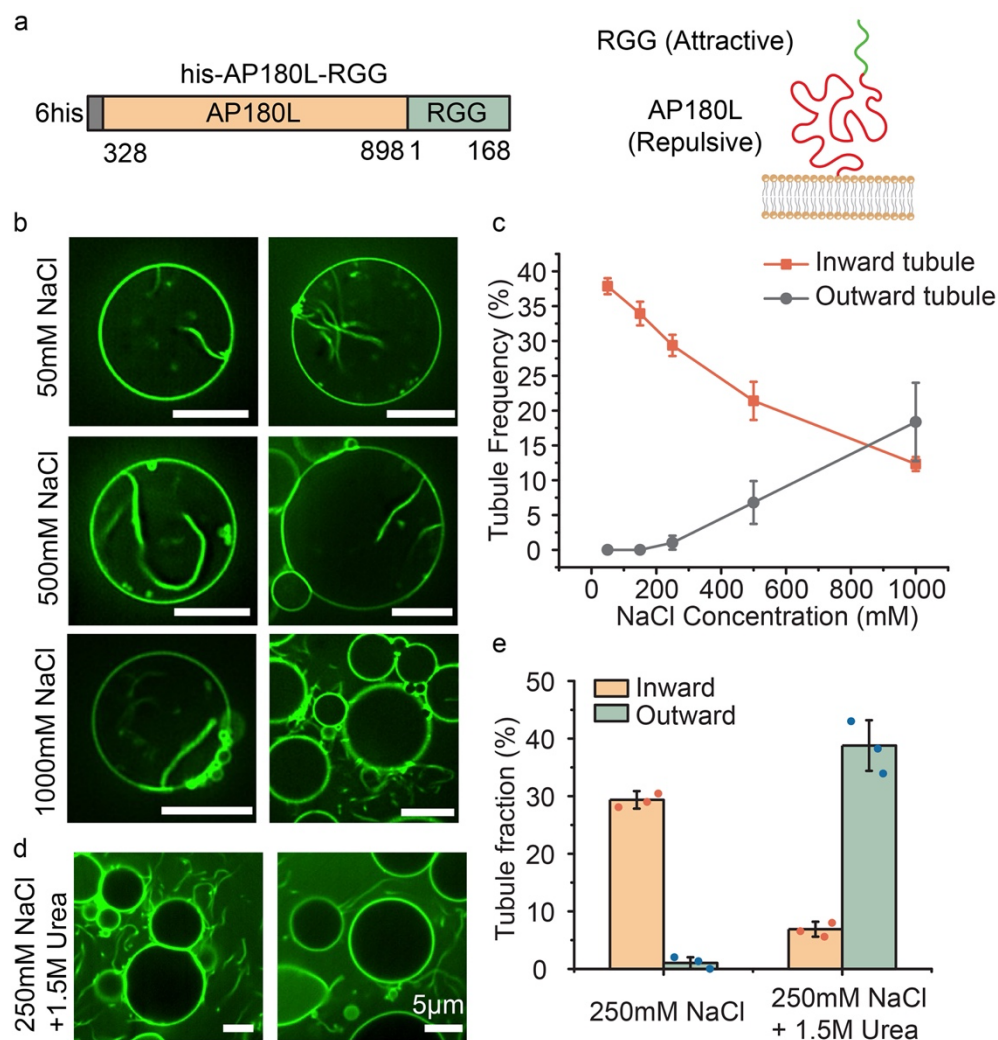 a
his-AP180L-RGG
6his AP180L RGG
328 898 1 168
RGG (Attractive)
AP180L
(Repulsive)
b
50mM NaCl
500mM NaCl
1000mM NaCl
c
Inward tubule
Outward tubule
Tubule Frequency (%)
40
35
30
25
20
15
10
5
0
0 200 400 600 800 1000
NaCl Concentration (mM)
d
250mM NaCl
+1.5M Urea
5μm
e
Inward
Outward
Tubule fraction (%)
50
40
30
20
10
0
250mM NaCl
250mM NaCl
+ 1.5M Urea